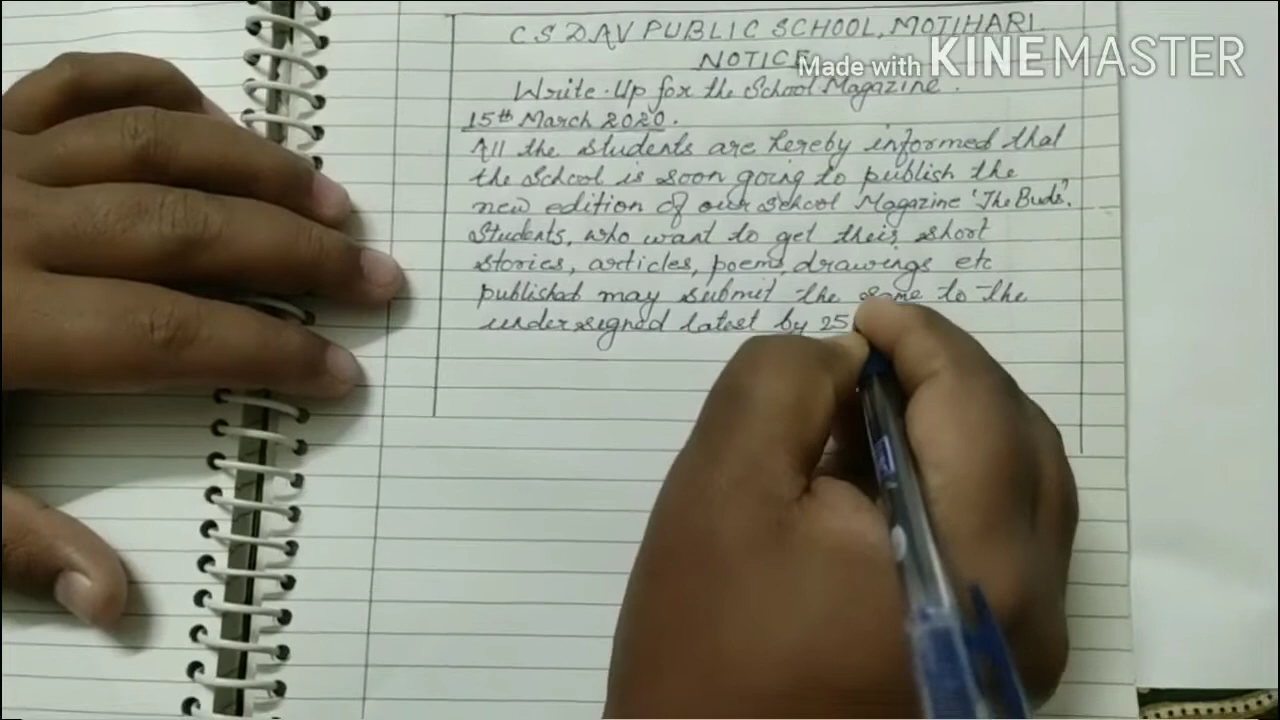 C S D.A.V PUBLIC SCHOOL, MOTIHARI
NOTICE
Made with KINEMASTER
Write-Up for the School Magazine.
15th March 2020.
All the students are hereby informed that
the School is soon going to publish the
new edition of our School Magazine 'The Buds'.
Students, who want to get their short
stories, articles, poems, drawings etc
published may submit the same to the
undersigned latest by 25